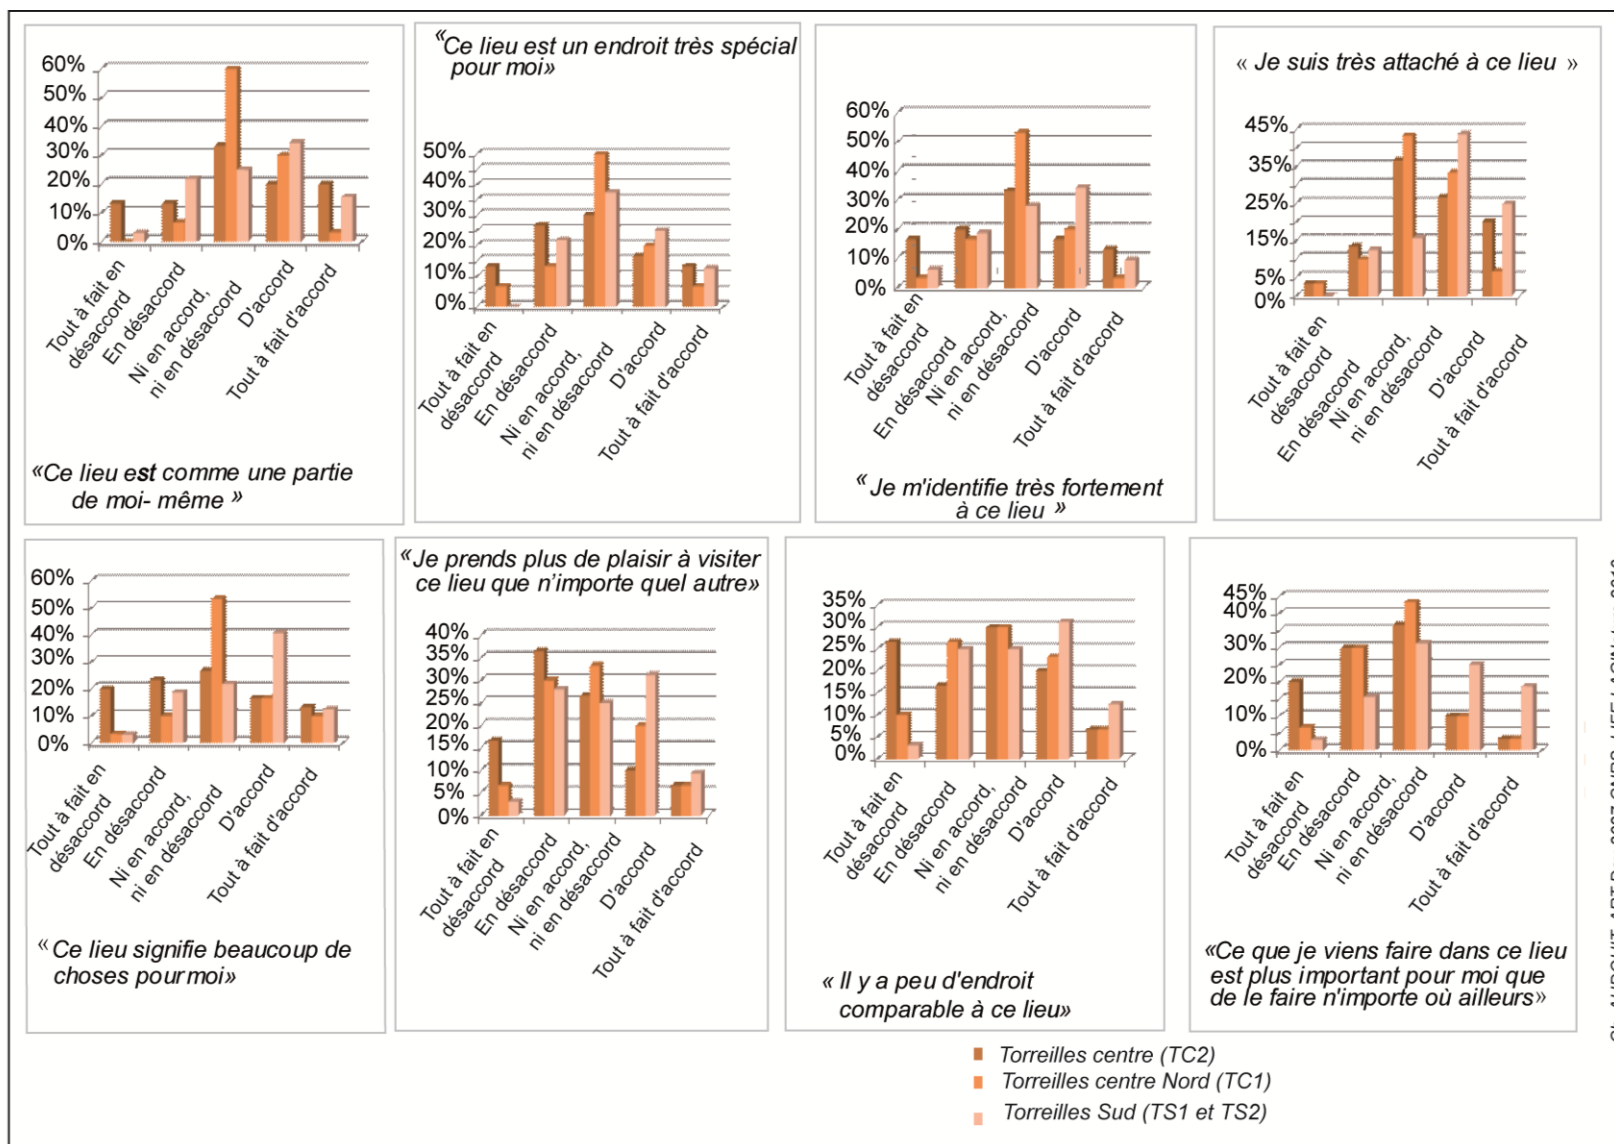 60%
50%
40%
30%
20%
10%
0%
Tout à fait en
désaccord
En désaccord
Ni en accord,
ni en désaccord
D'accord
Tout à fait d'accord
«Ce lieu est comme une partie
de moi- même »
«Ce lieu est un endroit très spécial
pour moi»
50%
40%
30%
20%
10%
0%
Tout à fait en
désaccord
En désaccord
Ni en accord,
ni en désaccord
D'accord
Tout à fait d'accord
60%
50%
40%
30%
20%
10%
0%
Tout à fait en
désaccord
En désaccord
Ni en accord,
ni en désaccord
D'accord
Tout à fait d'accord
« Je m'identifie très fortement
à ce lieu »
« Je suis très attaché à ce lieu »
45%
35%
25%
15%
5%
0%
Tout à fait en
désaccord
En désaccord
Ni en accord,
ni en désaccord
D'accord
Tout à fait d'accord
60%
50%
40%
30%
20%
10%
0%
Tout à fait en
désaccord
En désaccord
Ni en accord,
ni en désaccord
D'accord
Tout à fait d'accord
« Ce lieu signifie beaucoup de
choses pour moi»
«Je prends plus de plaisir à visiter
ce lieu que n'importe quel autre»
40%
35%
30%
25%
20%
15%
10%
5%
0%
Tout à fait en
désaccord
En désaccord
Ni en accord,
ni en désaccord
D'accord
Tout à fait d'accord
35%
30%
25%
20%
15%
10%
5%
0%
Tout à fait en
désaccord
En désaccord
Ni en accord,
ni en désaccord
D'accord
Tout à fait d'accord
« Il y a peu d'endroit
comparable à ce lieu»
45%
40%
30%
20%
10%
0%
Tout à fait en
désaccord
En désaccord
Ni en accord,
ni en désaccord
D'accord
Tout à fait d'accord
«Ce que je viens faire dans ce lieu
est plus important pour moi que
de le faire n'importe où ailleurs»
Torreilles centre (TC2)
Torreilles centre Nord (TC1)
Torreilles Sud (TS1 et TS2)